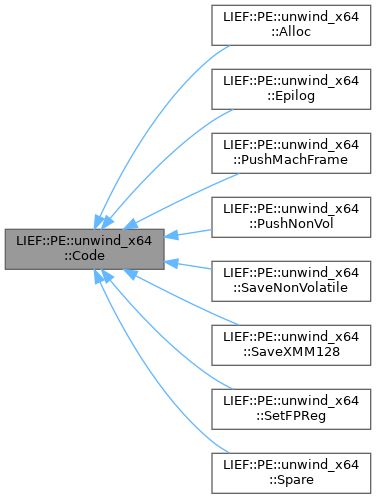 LIEF::PE::unwind_x64
::Alloc
LIEF::PE::unwind_x64
::Epilog
LIEF::PE::unwind_x64
::PushMachFrame
LIEF::PE::unwind_x64
::PushNonVol
LIEF::PE::unwind_x64
::Code
LIEF::PE::unwind_x64
::SaveNonVolatile
LIEF::PE::unwind_x64
::SaveXMM128
LIEF::PE::unwind_x64
::SetFPReg
LIEF::PE::unwind_x64
::Spare